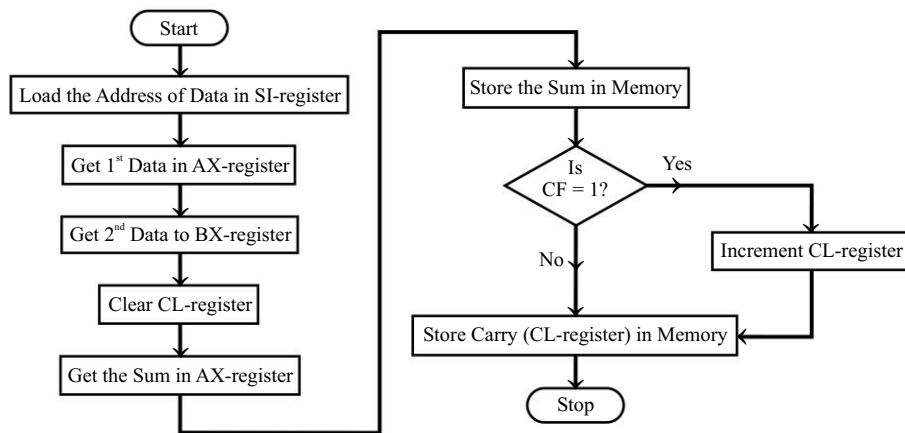 Start
Load the Address of Data in SI-register
Get 1st Data in AX-register
Get 2nd Data to BX-register
Clear CL-register
Get the Sum in AX-register
Store the Sum in Memory
Is
CF = 1?
Yes
No
Increment CL-register
Store Carry (CL-register) in Memory
Stop